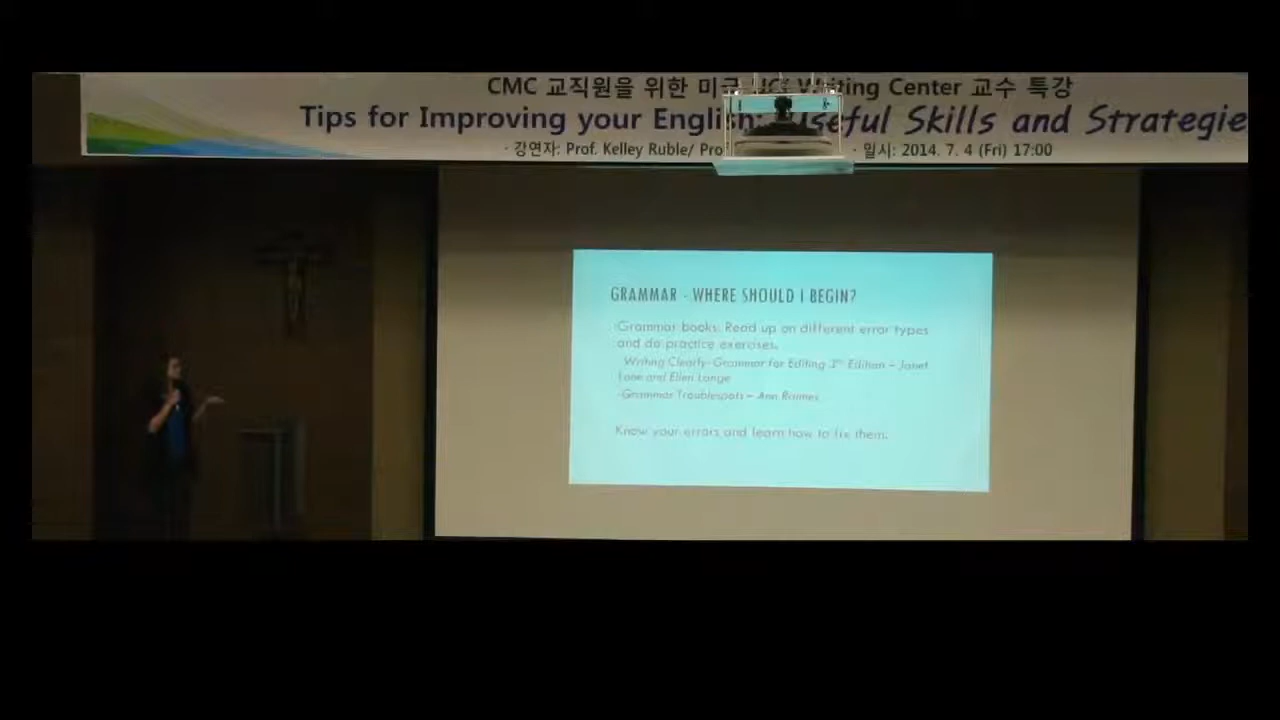 CMC 교직원을 위한 미국 UCI Writing Center 교수 특강
Tips for Improving your English: Useful Skills and Strategie
· 강연자: Prof. Kelley Ruble/ Pro · 일시: 2014. 7. 4 (Fri) 17:00
GRAMMAR - WHERE SHOULD I BEGIN?
Grammar books: Read up on different error types
and do practice exercises.
Writing Clearly- Grammar for Editing 3rd Edition – Janet
Lane and Ellen Lange
-Grammar Troublespots – Ann Raimes
Know your errors and learn how to fix them.